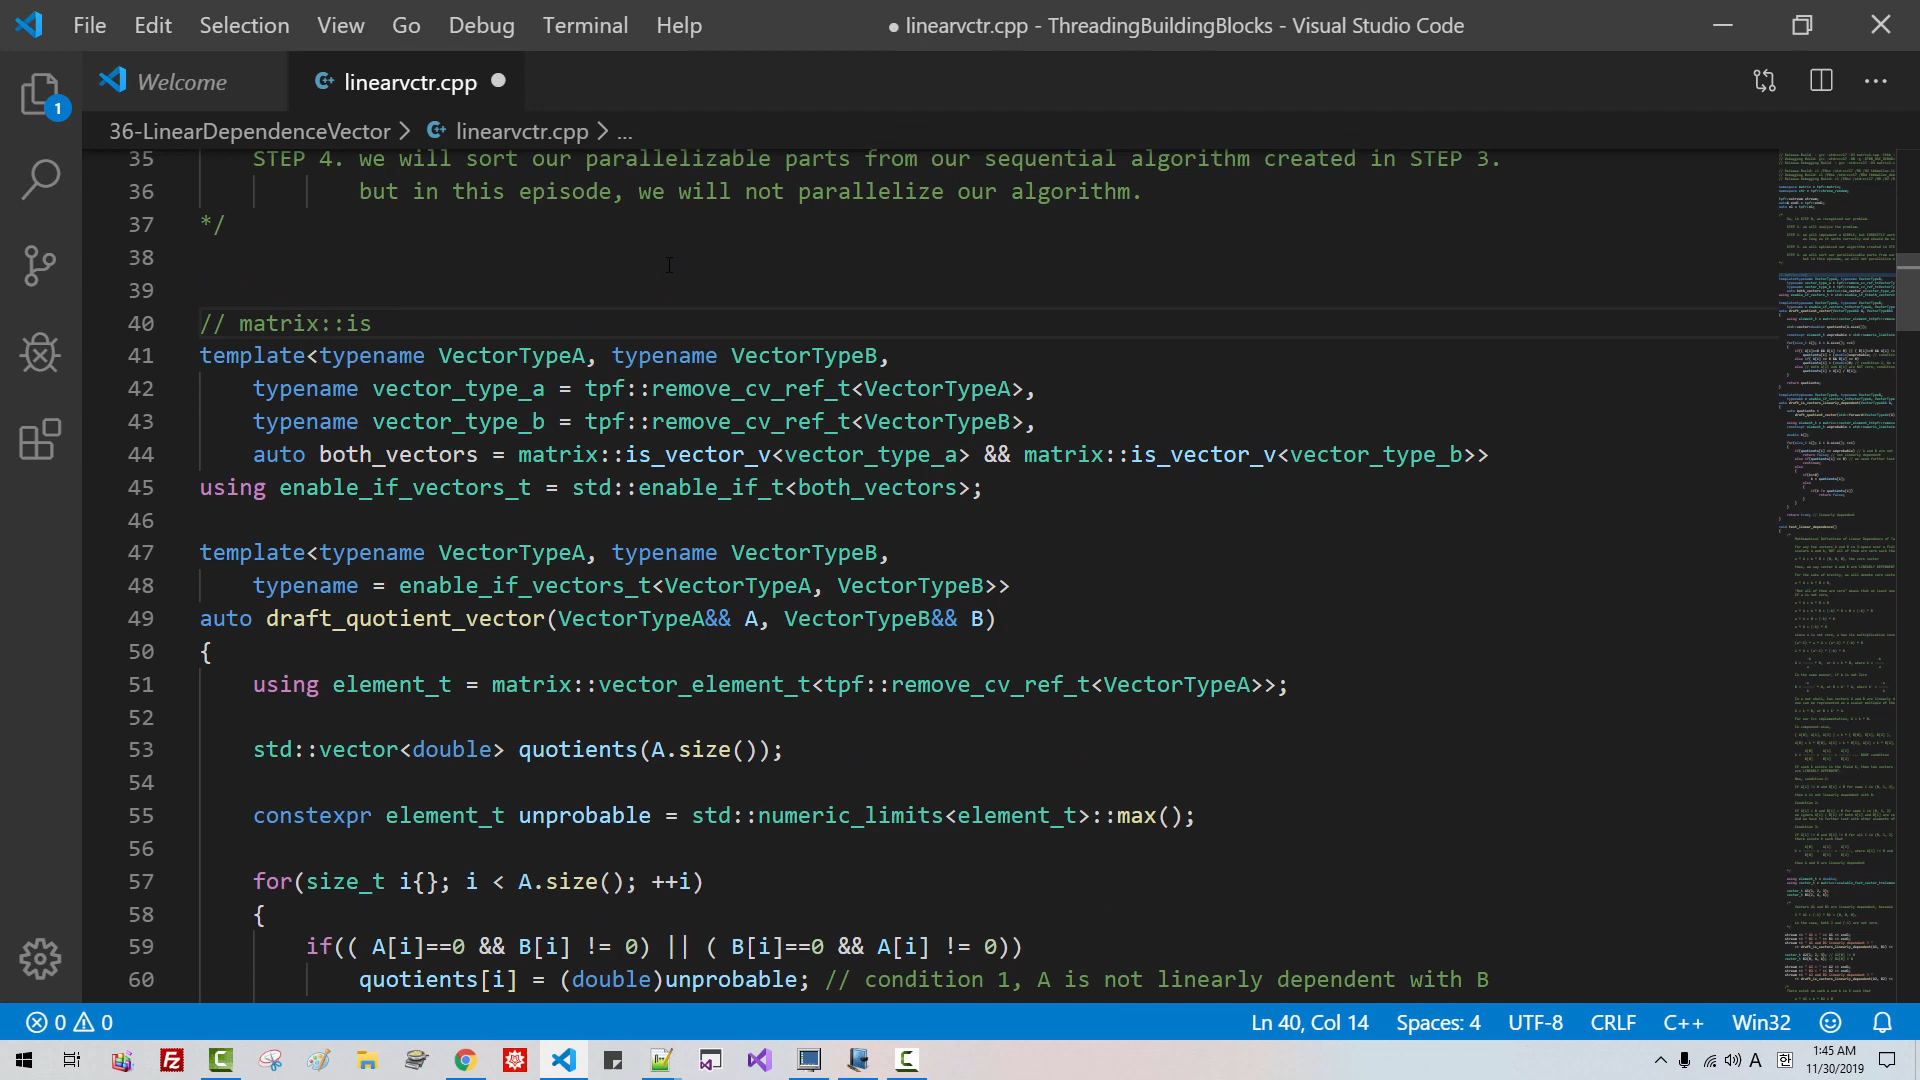 File Edit Selection View Go Debug Terminal Help
● linearvctr.cpp - ThreadingBuildingBlocks - Visual Studio Code
Welcome
linearvctr.cpp
1
36-LinearDependenceVector > linearvctr.cpp > ...
35 STEP 4. we will sort our parallelizable parts from our sequential algorithm created in STEP 3.
36 but in this episode, we will not parallelize our algorithm.
37 */
38
39
40 // matrix::is
41 template<typename VectorTypeA, typename VectorTypeB,
42 typename vector_type_a = tpf::remove_cv_ref_t<VectorTypeA>,
43 typename vector_type_b = tpf::remove_cv_ref_t<VectorTypeB>,
44 auto both_vectors = matrix::is_vector_v<vector_type_a> && matrix::is_vector_v<vector_type_b>>
45 using enable_if_vectors_t = std::enable_if_t<both_vectors>;
46
47 template<typename VectorTypeA, typename VectorTypeB,
48 typename = enable_if_vectors_t<VectorTypeA, VectorTypeB>>
49 auto draft_quotient_vector(VectorTypeA&& A, VectorTypeB&& B)
50 {
51 using element_t = matrix::vector_element_t<tpf::remove_cv_ref_t<VectorTypeA>>;
52
53 std::vector<double> quotients(A.size());
54
55 constexpr element_t unprobable = std::numeric_limits<element_t>::max();
56
57 for(size_t i{}; i < A.size(); ++i)
58 {
59 if(( A[i]==0 && B[i] != 0) || ( B[i]==0 && A[i] != 0))
60 quotients[i] = (double)unprobable; // condition 1, A is not linearly dependent with B
0 0
Ln 40, Col 14 Spaces: 4 UTF-8 CRLF C++ Win32
A 한 1:45 AM
11/30/2019